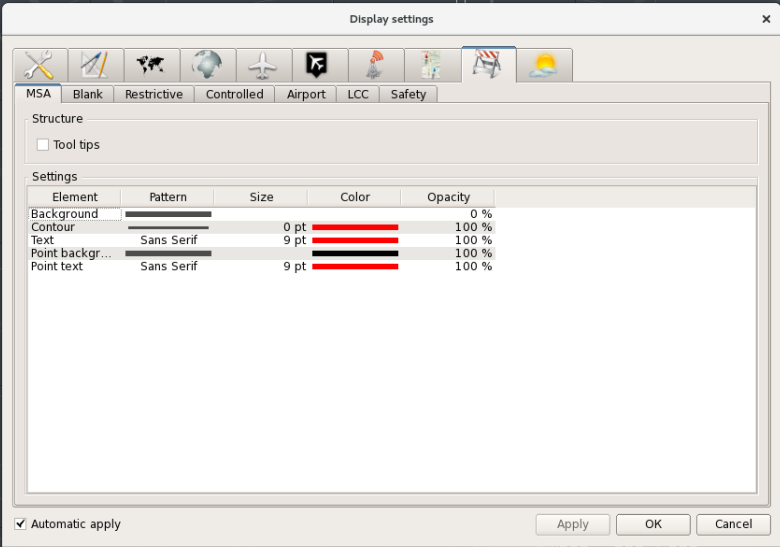 Display settings
MSA Blank Restrictive Controlled Airport LCC Safety
Structure
Tool tips
Settings
Element Pattern Size Color Opacity
Background 0 %
Contour 0 pt 100 %
Text Sans Serif 9 pt 100 %
Point backgr... 100 %
Point text Sans Serif 9 pt 100 %
Automatic apply Apply OK Cancel